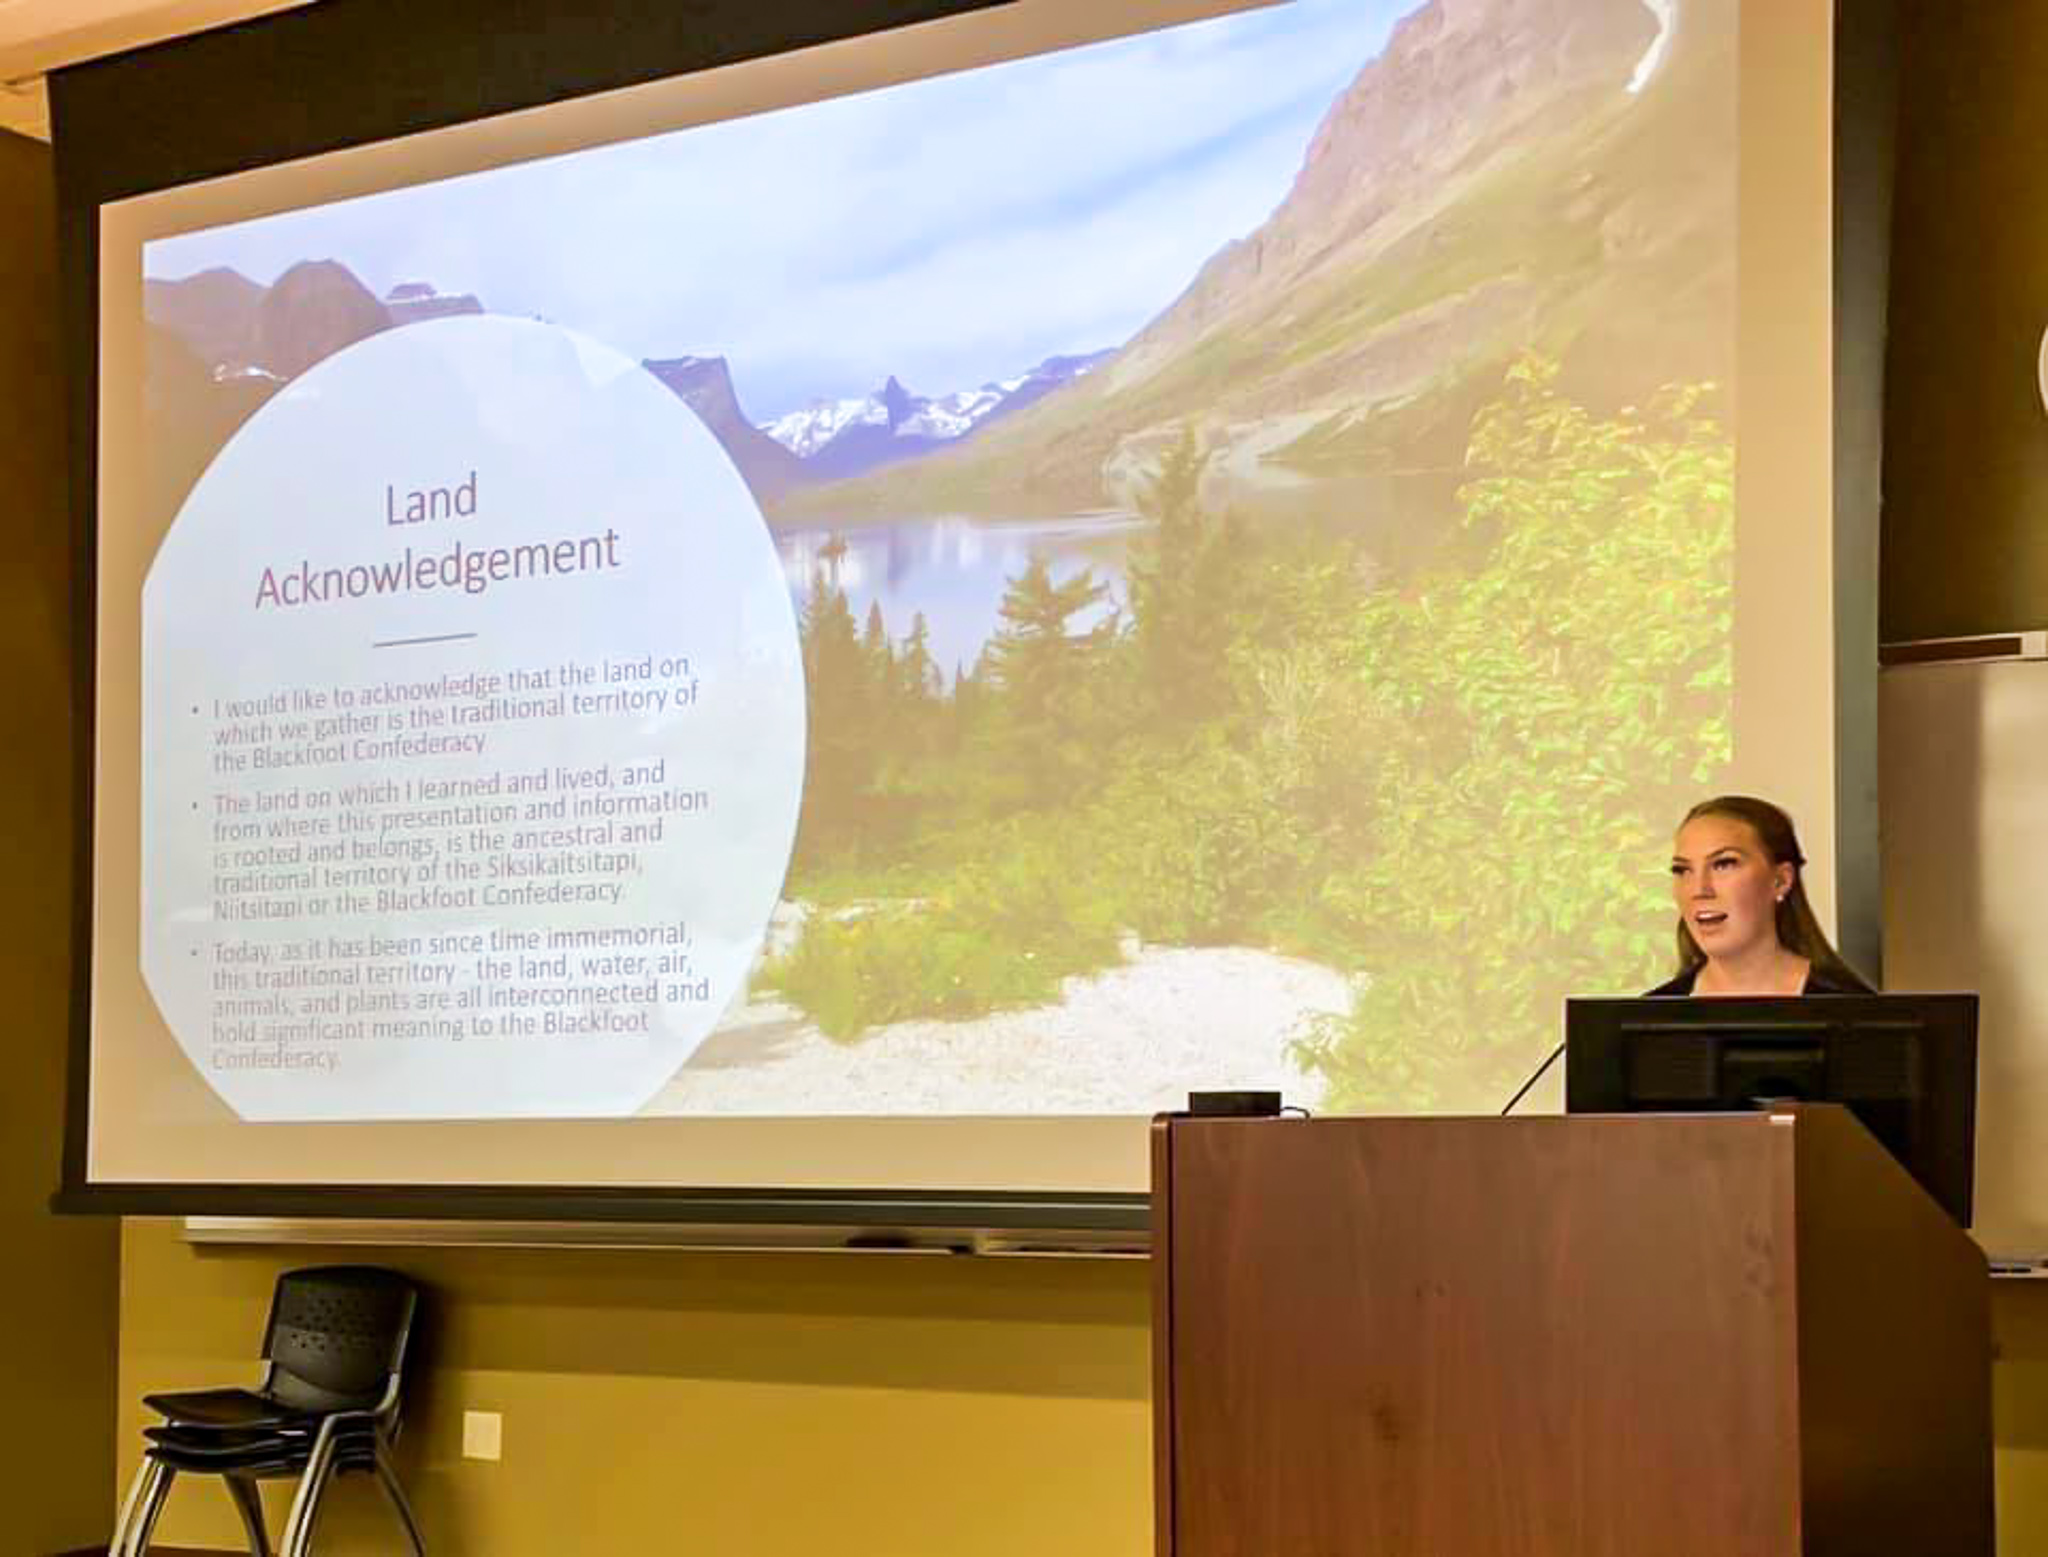 Land
Acknowledgement
• I would like to acknowledge that the land on
which we gather is the traditional territory of
the Blackfoot Confederacy
• The land on which I learned and lived, and
from where this presentation and information
is rooted and belongs, is the ancestral and
traditional territory of the Siksikaitsitapi,
Niitsitapi or the Blackfoot Confederacy.
• Today, as it has been since time immemorial,
this traditional territory - the land, water, air,
animals, and plants are all interconnected and
hold significant meaning to the Blackfoot
Confederacy.